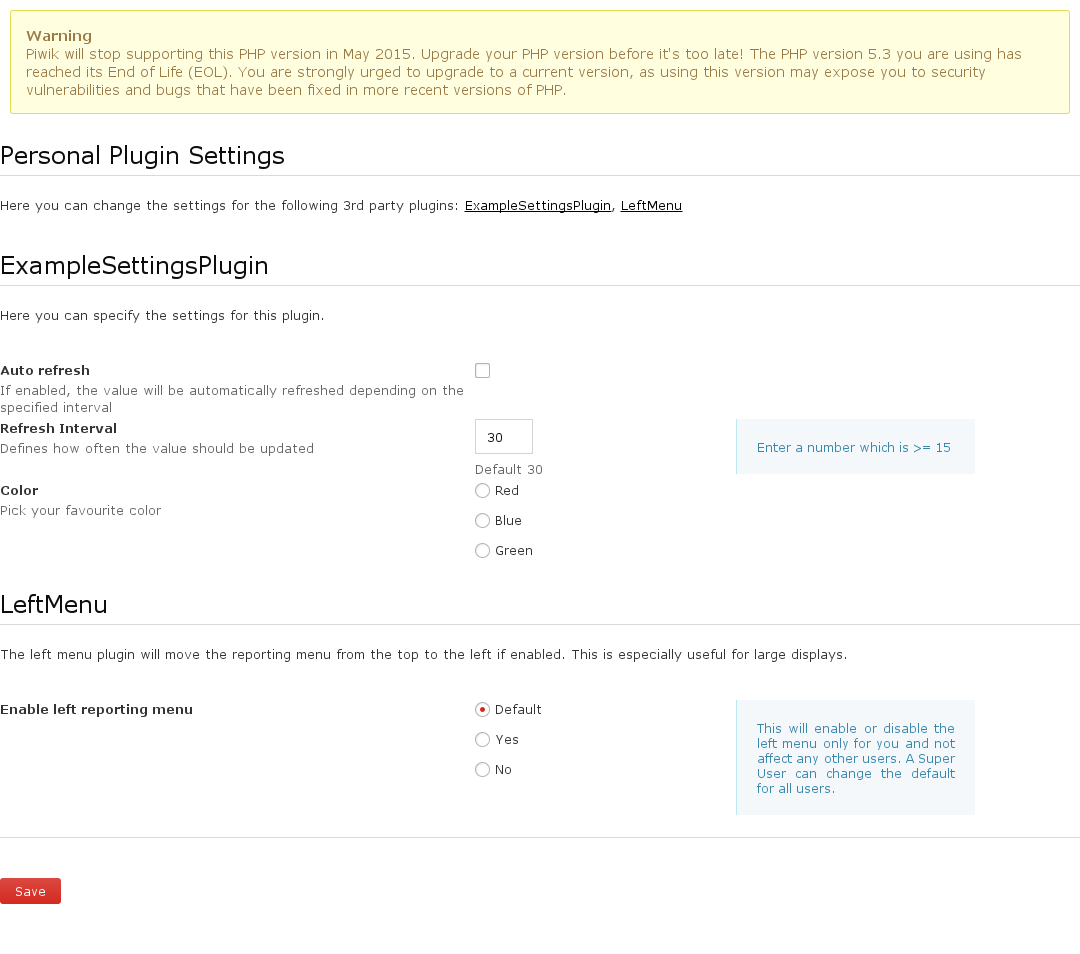 Warning
Piwik will stop supporting this PHP version in May 2015. Upgrade your PHP version before it's too late! The PHP version 5.3 you are using has
reached its End of Life (EOL). You are strongly urged to upgrade to a current version, as using this version may expose you to security
vulnerabilities and bugs that have been fixed in more recent versions of PHP.
Personal Plugin Settings
Here you can change the settings for the following 3rd party plugins: ExampleSettingsPlugin, LeftMenu
ExampleSettingsPlugin
Here you can specify the settings for this plugin.
Auto refresh
If enabled, the value will be automatically refreshed depending on the
specified interval
Refresh Interval
Defines how often the value should be updated
30
Default 30
Enter a number which is >= 15
Color
Pick your favourite color
Red
Blue
Green
LeftMenu
The left menu plugin will move the reporting menu from the top to the left if enabled. This is especially useful for large displays.
Enable left reporting menu
Default
Yes
No
This will enable or disable the
left menu only for you and not
affect any other users. A Super
User can change the default
for all users.
Save